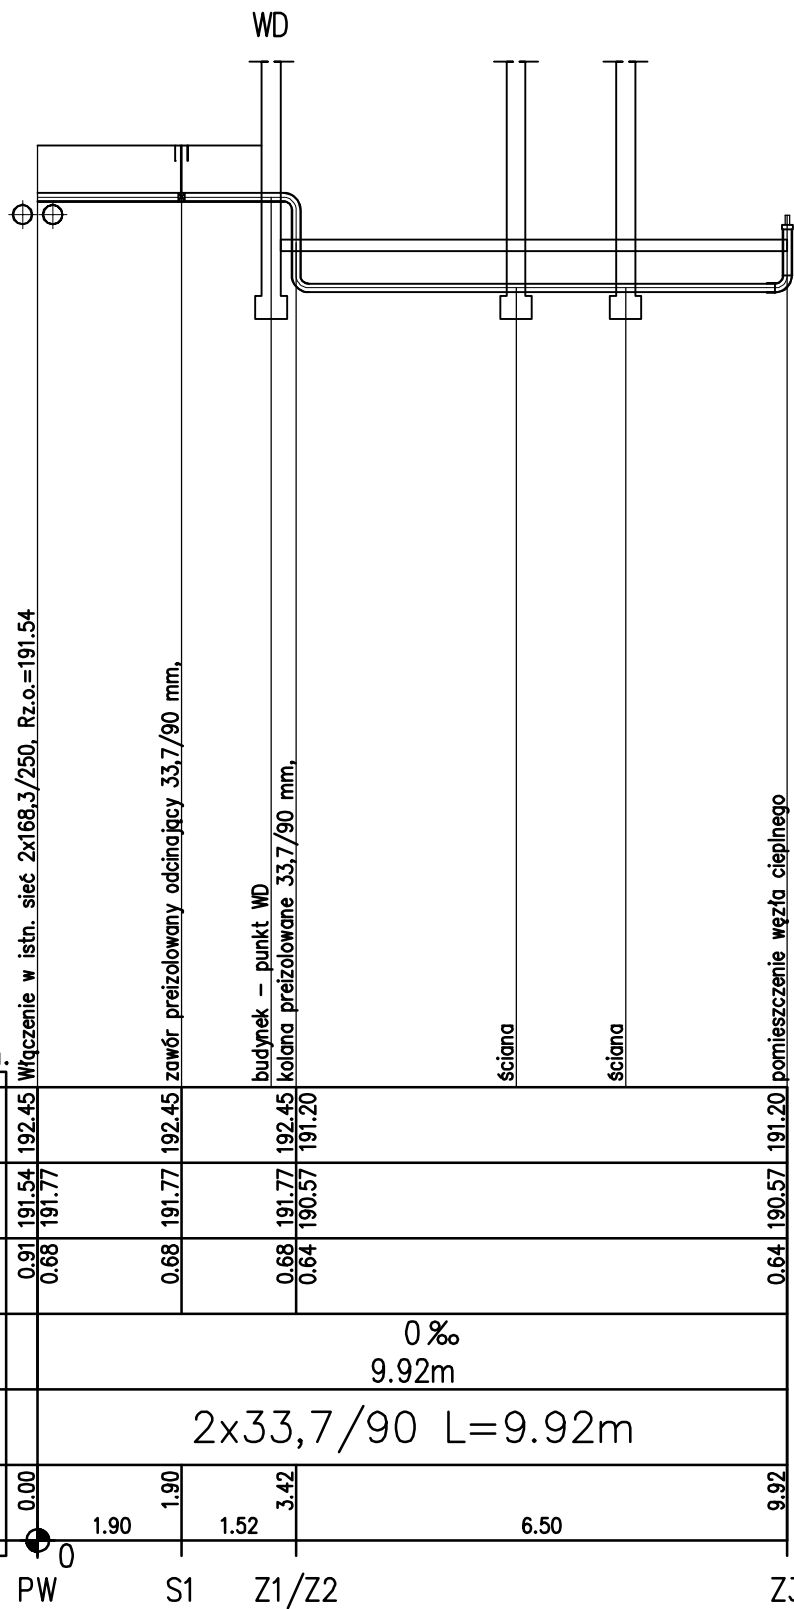 WD
Włączenie w istn. sieć 2x168,3/250, Rz.o.=191.54
zawór preizolowany odcinający 33,7/90 mm,
budynek – punkt WD
kolana preizolowane 33,7/90 mm,
ściana
ściana
pomieszczenie węzła cieplnego
192.45 192.45 192.45 191.20 191.20
191.54 191.77 191.77 191.77 190.57 190.57
0.91 0.68 0.68 0.68 0.64 0.64
0 ‰
9.92m
2x33,7/90 L=9.92m
0.00 1.90 3.42 9.92
1.90 1.52 6.50
0
PW S1 Z1/Z2 Z3